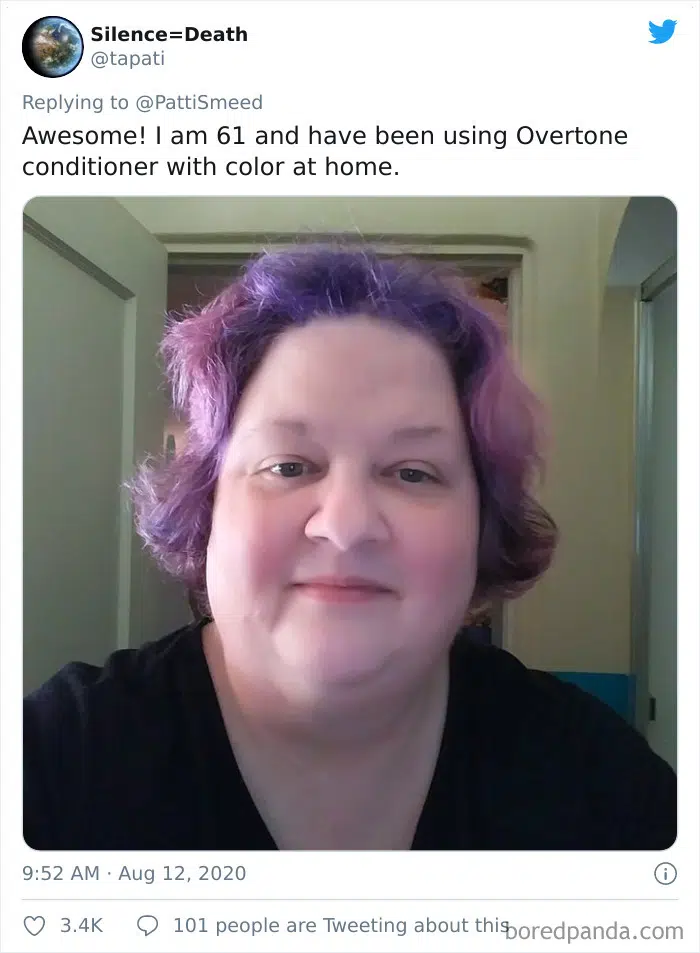 Silence=Death
@tapati
Replying to @PattiSmeed
Awesome! I am 61 and have been using Overtone
conditioner with color at home.
9:52 AM · Aug 12, 2020
3.4K 101 people are Tweeting about this
boredpanda.com